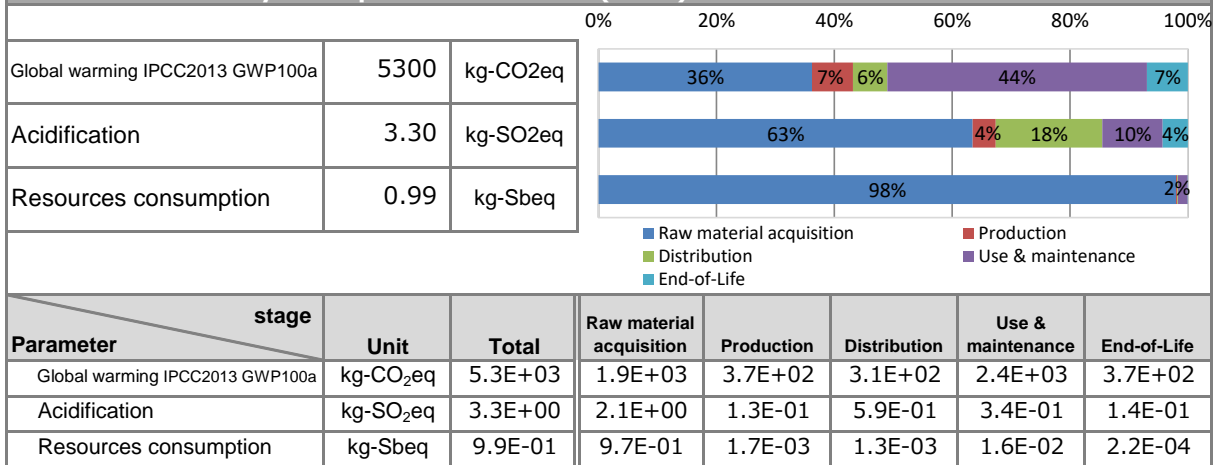 0% 20% 40% 60% 80% 100%
Global warming IPCC2013 GWP100a 5300 kg-CO2eq 36% 7% 6% 44% 7%
Acidification 3.30 kg-SO2eq 63% 4% 18% 10% 4%
Resources consumption 0.99 kg-Sbeq 98% 2%
Raw material acquisition Production
Distribution Use & maintenance
End-of-Life
stage
Parameter Unit Total Raw material acquisition Production Distribution Use & maintenance End-of-Life
Global warming IPCC2013 GWP100a kg-CO₂eq 5.3E+03 1.9E+03 3.7E+02 3.1E+02 2.4E+03 3.7E+02
Acidification kg-SO₂eq 3.3E+00 2.1E+00 1.3E-01 5.9E-01 3.4E-01 1.4E-01
Resources consumption kg-Sbeq 9.9E-01 9.7E-01 1.7E-03 1.3E-03 1.6E-02 2.2E-04